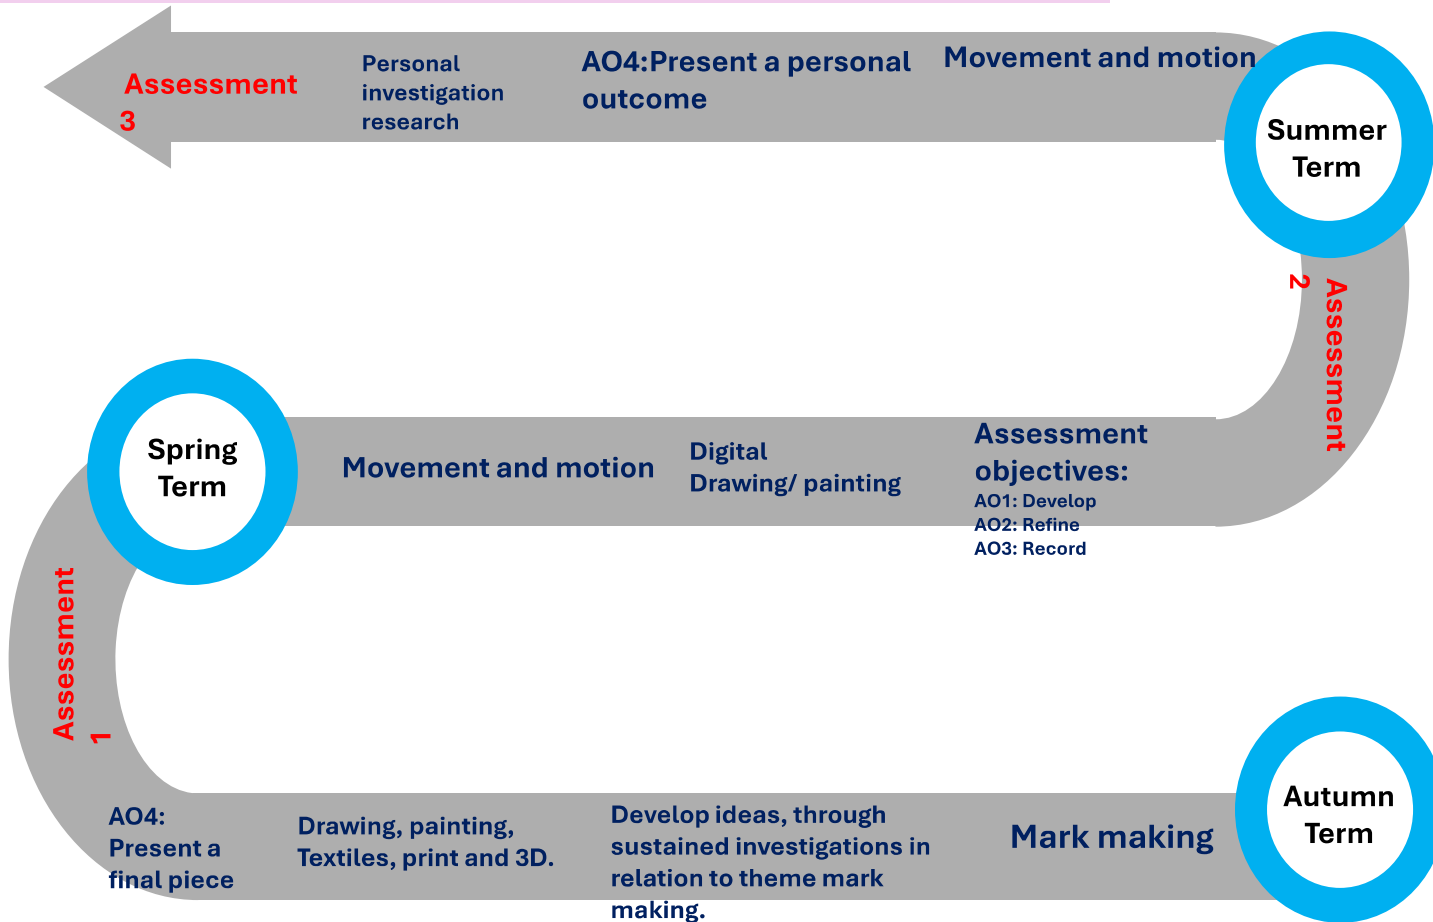 Assessment
3
Personal
investigation
research
AO4:Present a personal
outcome
Movement and motion
Summer
Term
Assessment
2
Spring
Term
Movement and motion
Digital
Drawing/ painting
Assessment
objectives:
AO1: Develop
AO2: Refine
AO3: Record
Assessment
1
AO4:
Present a
final piece
Drawing, painting,
Textiles, print and 3D.
Develop ideas, through
sustained investigations in
relation to theme mark
making.
Mark making
Autumn
Term